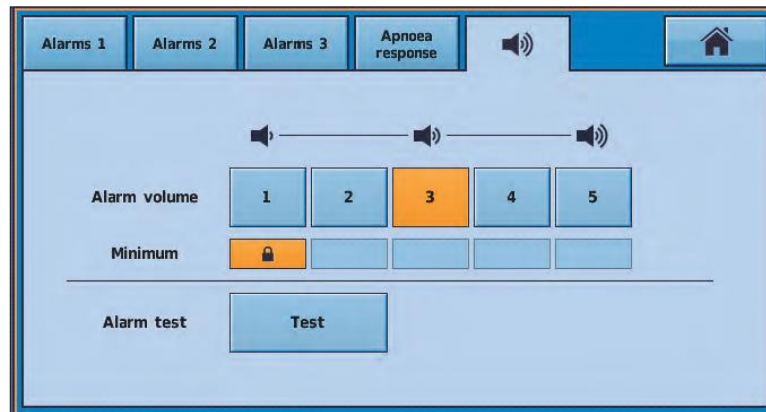 Alarms 1
Alarms 2
Alarms 3
Apnoea
response
Alarm volume
1
2
3
4
5
Minimum
Alarm test
Test